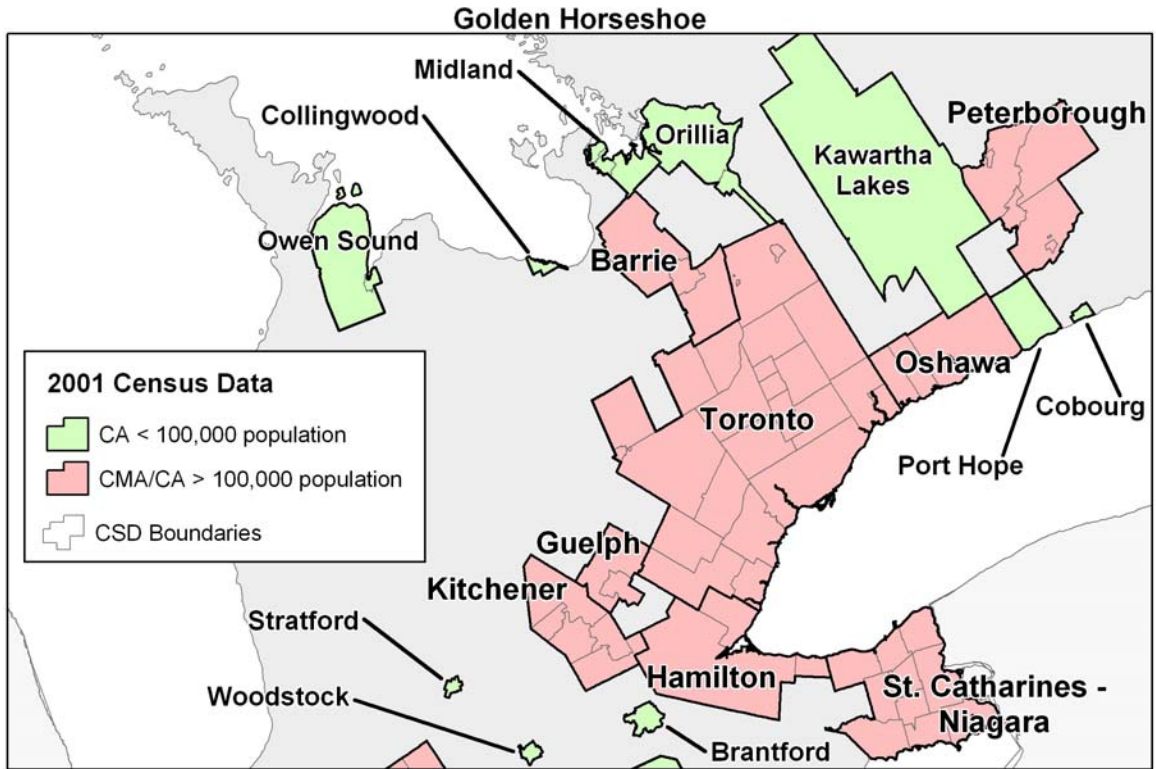 Golden Horseshoe
Midland
Collingwood
Orillia
Peterborough
Kawartha
Lakes
Owen Sound
Barrie
2001 Census Data
CA < 100,000 population
CMA/CA > 100,000 population
CSD Boundaries
Oshawa
Toronto
Cobourg
Port Hope
Guelph
Kitchener
Stratford
Hamilton
St. Catharines -
Niagara
Woodstock
Brantford